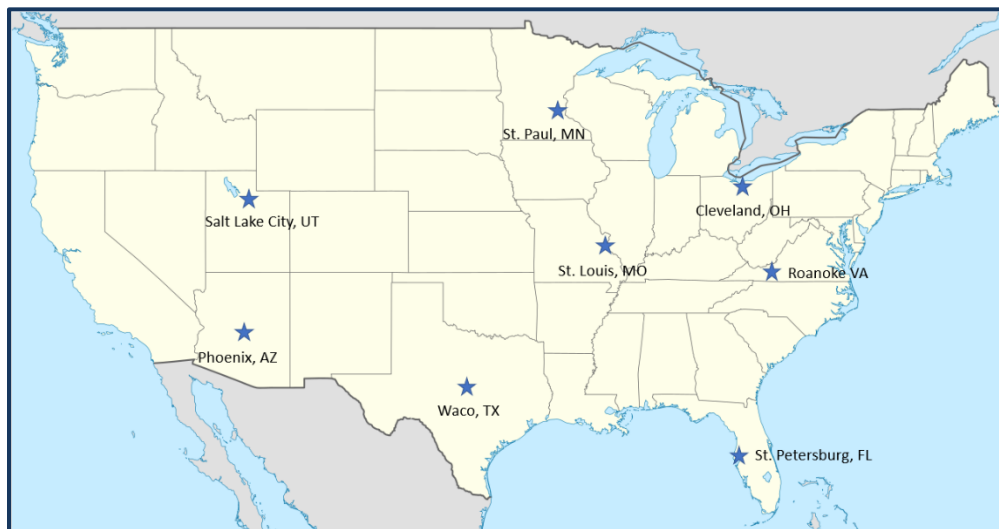 St. Paul, MN
Cleveland, OH
Salt Lake City, UT
St. Louis, MO
Roanoke VA
Phoenix, AZ
Waco, TX
St. Petersburg, FL